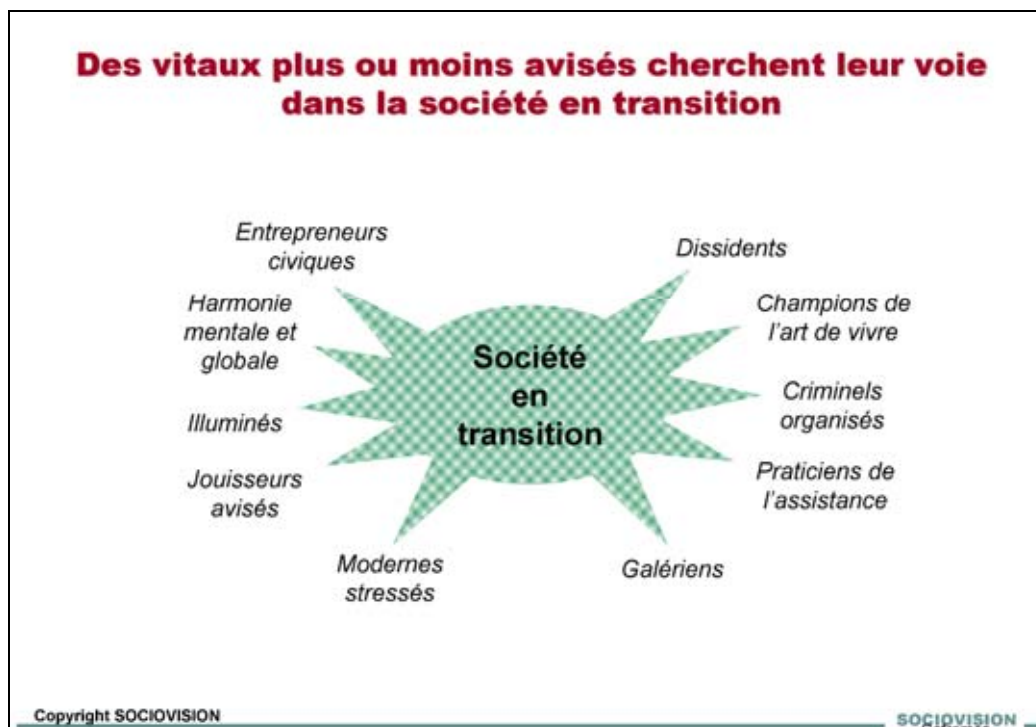 Des vitaux plus ou moins avisés cherchent leur voie
dans la société en transition
Entrepreneurs
civiques
Harmonie
mentale et
globale
Illuminés
Jouisseurs
avisés
Modernes
stressés
Société
en
transition
Dissidents
Champions de
l'art de vivre
Criminels
organisés
Praticiens de
l'assistance
Galériens
Copyright SOCIOVISION
SOCIOVISION